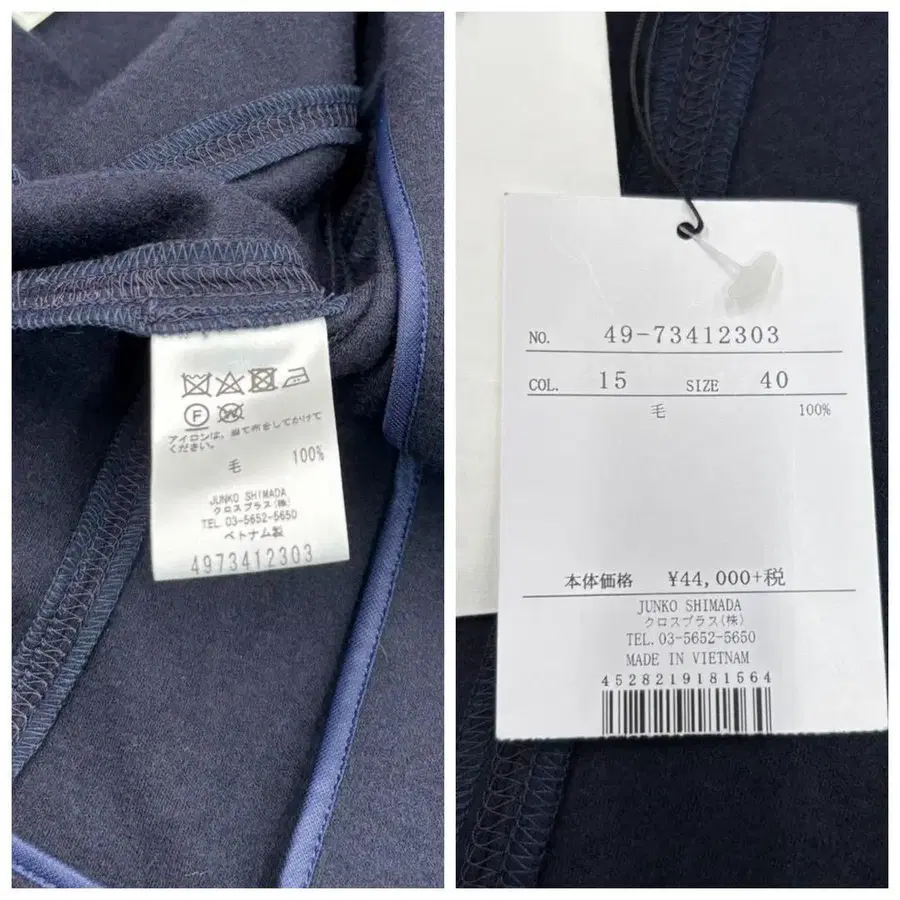 F W
アイロンは、当て布をしてかけて
ください。
毛 100%
JUNKO SHIMADA
クロスプラス(株)
TEL. 03-5652-5650
ベトナム製
4973412303
NO. 49-73412303
COL. 15 SIZE 40
毛 100%
本体価格 ¥44,000+税
JUNKO SHIMADA
クロスプラス(株)
TEL. 03-5652-5650
MADE IN VIETNAM
4528219181564